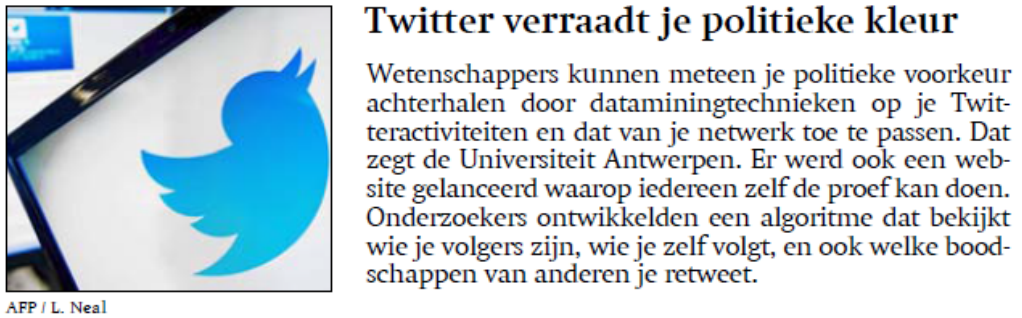 Twitter verraadt je politieke kleur
Wetenschappers kunnen meteen je politieke voorkeur
achterhalen door dataminingtechnieken op je Twit-
teractiviteiten en dat van je netwerk toe te passen. Dat
zegt de Universiteit Antwerpen. Er werd ook een web-
site gelanceerd waarop iedereen zelf de proef kan doen.
Onderzoekers ontwikkelden een algoritme dat bekijkt
wie je volgers zijn, wie je zelf volgt, en ook welke bood-
schappen van anderen je retweet.
AFP / L. Neal